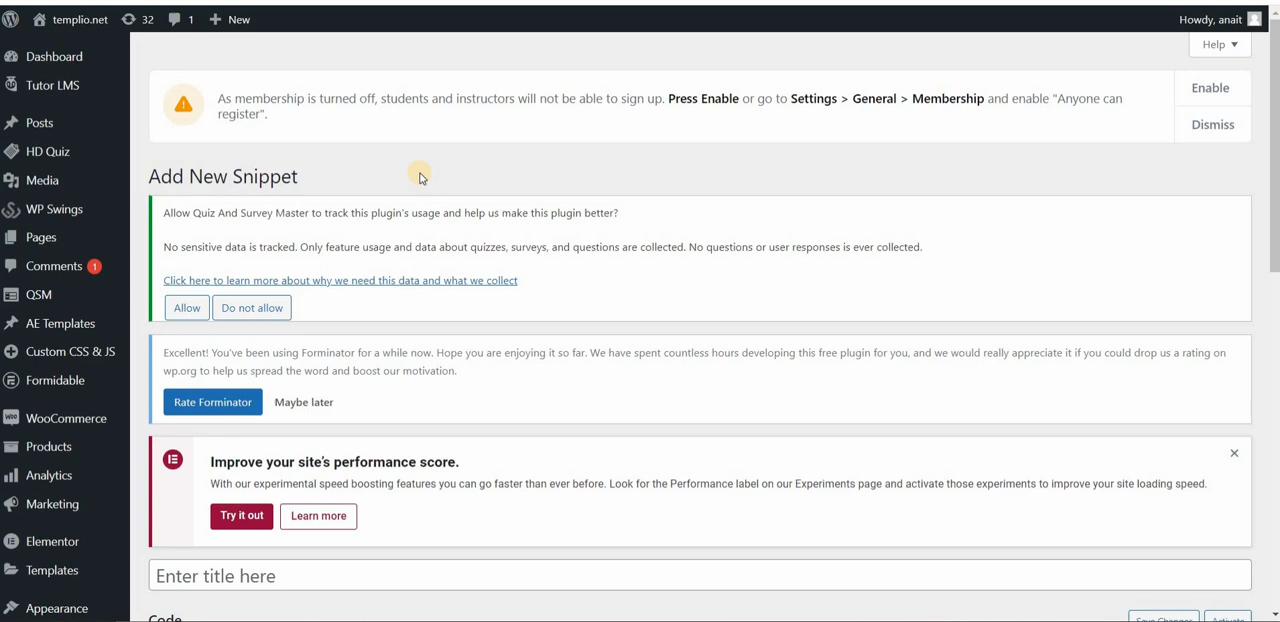 templio.net 32 1 New Howdy, anait
Help
Dashboard
Tutor LMS
Posts
HD Quiz
Media
WP Swings
Pages
Comments 1
QSM
AE Templates
Custom CSS & JS
Formidable
WooCommerce
Products
Analytics
Marketing
Elementor
Templates
Appearance
As membership is turned off, students and instructors will not be able to sign up. Press Enable or go to Settings > General > Membership and enable "Anyone can
register".
Enable
Dismiss
Add New Snippet
Allow Quiz And Survey Master to track this plugin's usage and help us make this plugin better?
No sensitive data is tracked. Only feature usage and data about quizzes, surveys, and questions are collected. No questions or user responses is ever collected.
Click here to learn more about why we need this data and what we collect
Allow Do not allow
Excellent! You've been using Forminator for a while now. Hope you are enjoying it so far. We have spent countless hours developing this free plugin for you, and we would really appreciate it if you could drop us a rating on
wp.org to help us spread the word and boost our motivation.
Rate Forminator Maybe later
Improve your site's performance score.
With our experimental speed boosting features you can go faster than ever before. Look for the Performance label on our Experiments page and activate those experiments to improve your site loading speed.
Try it out Learn more
Enter title here
Code Save Changes Activate